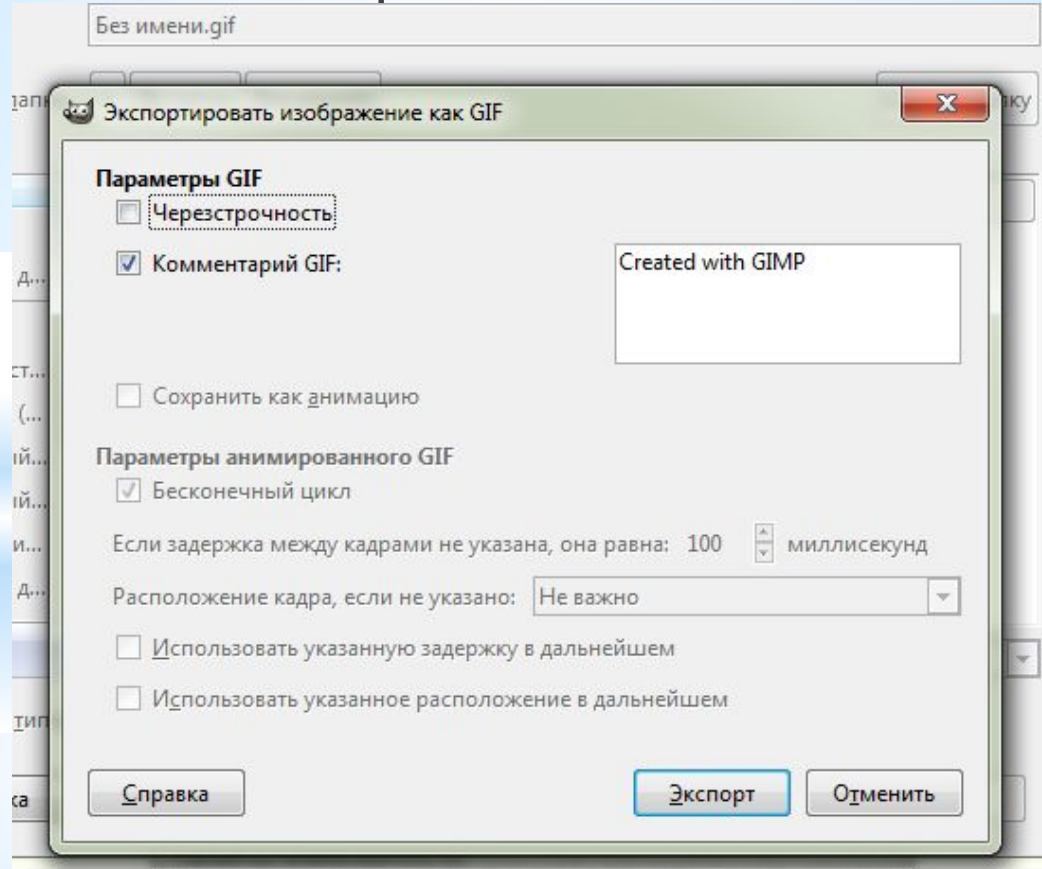 Без имени.gif
Экспортировать изображение как GIF
Параметры GIF
Черезстрочность
Комментарий GIF:
Created with GIMP
Сохранить как анимацию
Параметры анимированного GIF
Бесконечный цикл
Если задержка между кадрами не указана, она равна: 100 миллисекунд
Расположение кадра, если не указано: Не важно
Использовать указанную задержку в дальнейшем
Использовать указанное расположение в дальнейшем
Справка Экспорт Отменить